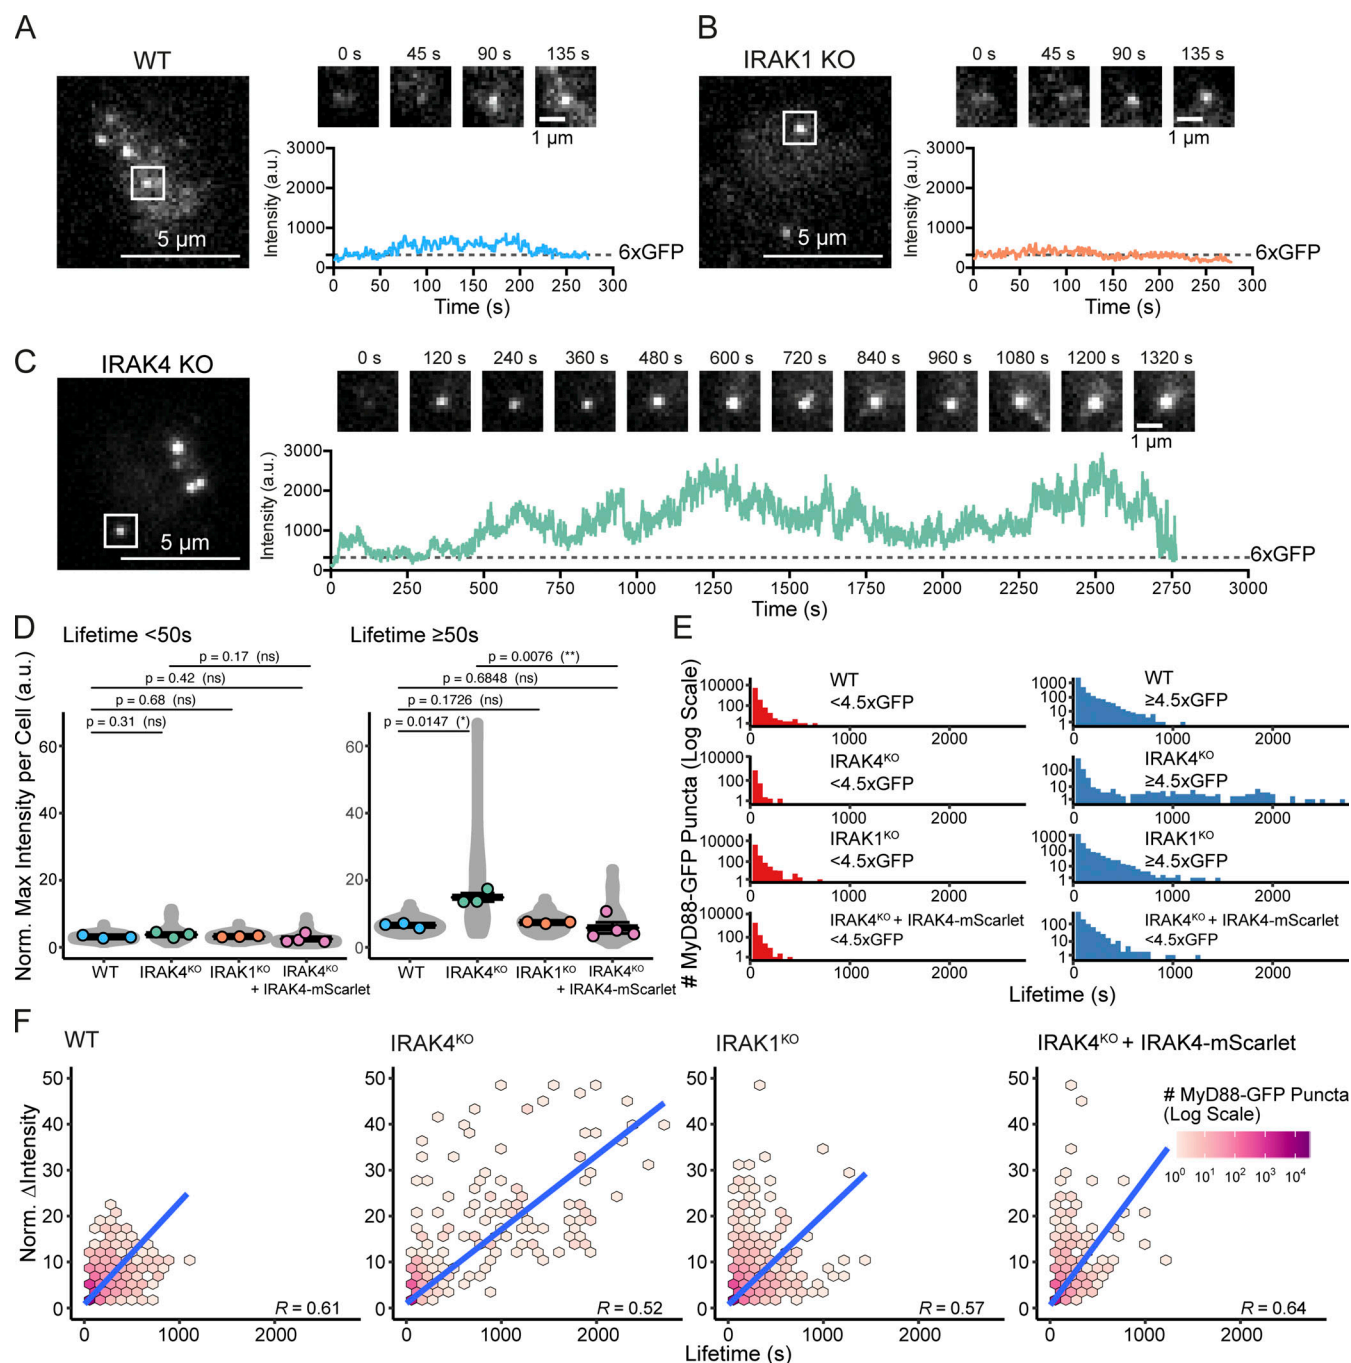 A
WT
0 s 45 s 90 s 135 s
1 µm
5 µm
Intensity (a.u.)
3000
2000
1000
0
6xGFP
0 50 100 150 200 250 300
Time (s)
B
IRAK1 KO
0 s 45 s 90 s 135 s
1 µm
5 µm
Intensity (a.u.)
3000
2000
1000
0
6xGFP
0 50 100 150 200 250 300
Time (s)
C
IRAK4 KO
0 s 120 s 240 s 360 s 480 s 600 s 720 s 840 s 960 s 1080 s 1200 s 1320 s
1 µm
5 µm
Intensity (a.u.)
3000
2000
1000
0
6xGFP
0 250 500 750 1000 1250 1500 1750 2000 2250 2500 2750 3000
Time (s)
D
Norm. Max Intensity per Cell (a.u.)
Lifetime <50s
p = 0.17 (ns)
p = 0.42 (ns)
p = 0.68 (ns)
p = 0.31 (ns)
60
40
20
0
WT IRAK4KO IRAK1KO IRAK4KO
+ IRAK4-mScarlet
Lifetime ≥50s
p = 0.0076 (**)
p = 0.6848 (ns)
p = 0.1726 (ns)
p = 0.0147 (*)
60
40
20
0
WT IRAK4KO IRAK1KO IRAK4KO
+ IRAK4-mScarlet
E
# MyD88-GFP Puncta (Log Scale)
10000
100
1
WT
<4.5xGFP
0 1000 2000
1000
100
10
1
WT
≥4.5xGFP
0 1000 2000
10000
100
1
IRAK4KO
<4.5xGFP
0 1000 2000
100
10
1
IRAK4KO
≥4.5xGFP
0 1000 2000
10000
100
1
IRAK1KO
<4.5xGFP
0 1000 2000
1000
100
10
1
IRAK1KO
≥4.5xGFP
0 1000 2000
10000
100
1
IRAK4KO + IRAK4-mScarlet
<4.5xGFP
0 1000 2000
100
10
1
IRAK4KO + IRAK4-mScarlet
<4.5xGFP
0 1000 2000
Lifetime (s)
F
Norm. ΔIntensity
WT
50
40
30
20
10
0
R = 0.61
0 1000 2000
IRAK4KO
50
40
30
20
10
0
R = 0.52
0 1000 2000
IRAK1KO
50
40
30
20
10
0
R = 0.57
0 1000 2000
IRAK4KO + IRAK4-mScarlet
50
40
30
20
10
0
# MyD88-GFP Puncta
(Log Scale)
10⁰ 10¹ 10² 10³ 10⁴
R = 0.64
0 1000 2000
Lifetime (s)